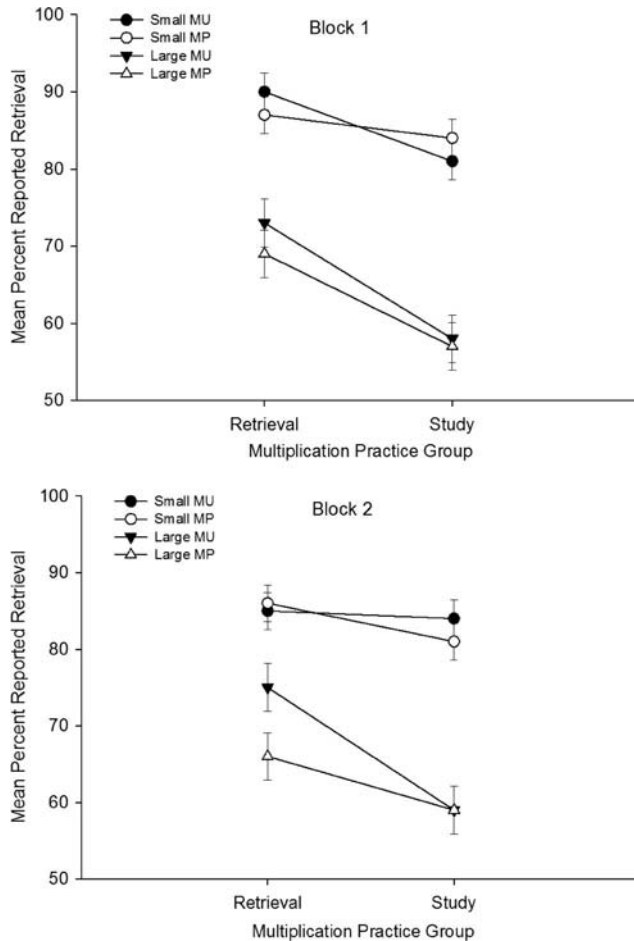 100
90
80
70
60
50
Mean Percent Reported Retrieval
Small MU
Small MP
Large MU
Large MP
Block 1
Retrieval Study
Multiplication Practice Group
100
90
80
70
60
50
Mean Percent Reported Retrieval
Small MU
Small MP
Large MU
Large MP
Block 2
Retrieval Study
Multiplication Practice Group